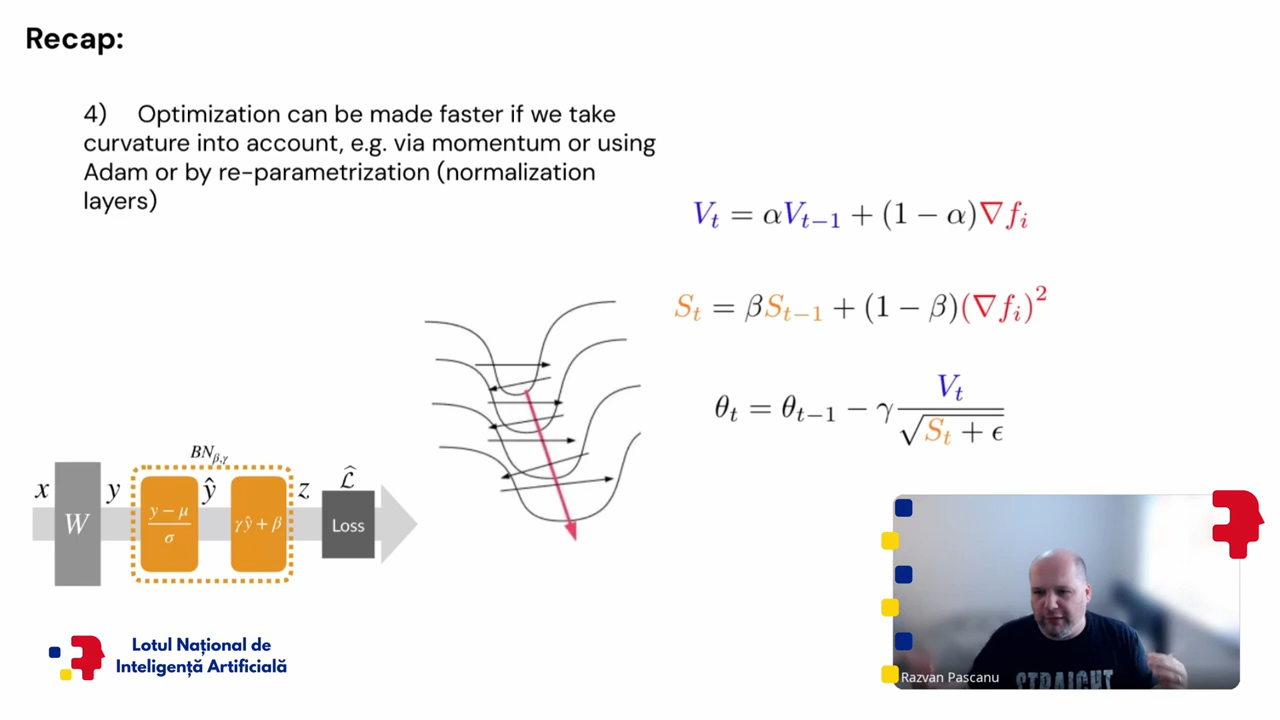 Recap:
4) Optimization can be made faster if we take
curvature into account, e.g. via momentum or using
Adam or by re-parametrization (normalization
layers)
V_t = αV_{t−1} + (1 − α)∇f_i
S_t = βS_{t−1} + (1 − β)(∇f_i)^2
θ_t = θ_{t−1} − γ V_t / √(S_t + ϵ)
BN_{β,γ}
x W y (y − μ)/σ ŷ γŷ + β z L̂ Loss
Lotul Național de
Inteligență Artificială
Razvan Pascanu
STRAIGHT